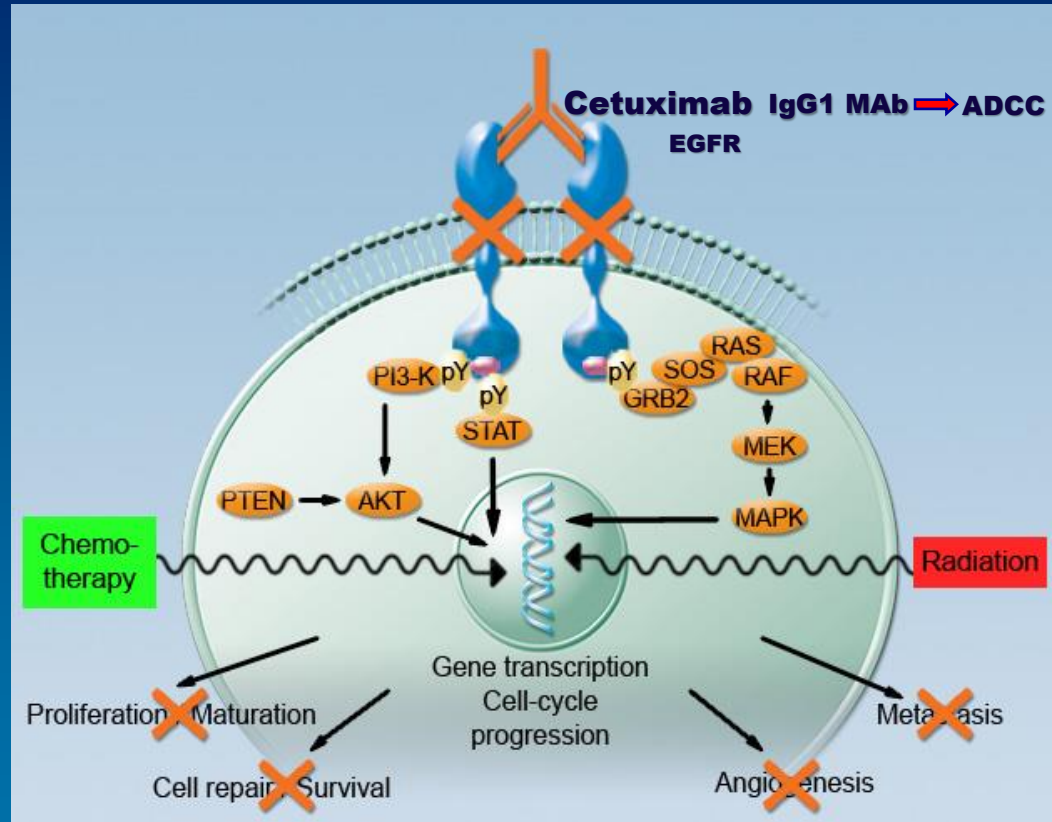 Cetuximab IgG1 MAb ADCC
EGFR
RAS
SOS
RAF
PI3-K pY
pY
GRB2
pY
STAT
MEK
PTEN
AKT
MAPK
Chemo-
therapy
Radiation
Gene transcription
Cell-cycle
progression
Proliferation Maturation
Metastasis
Cell repair Survival
Angiogenesis